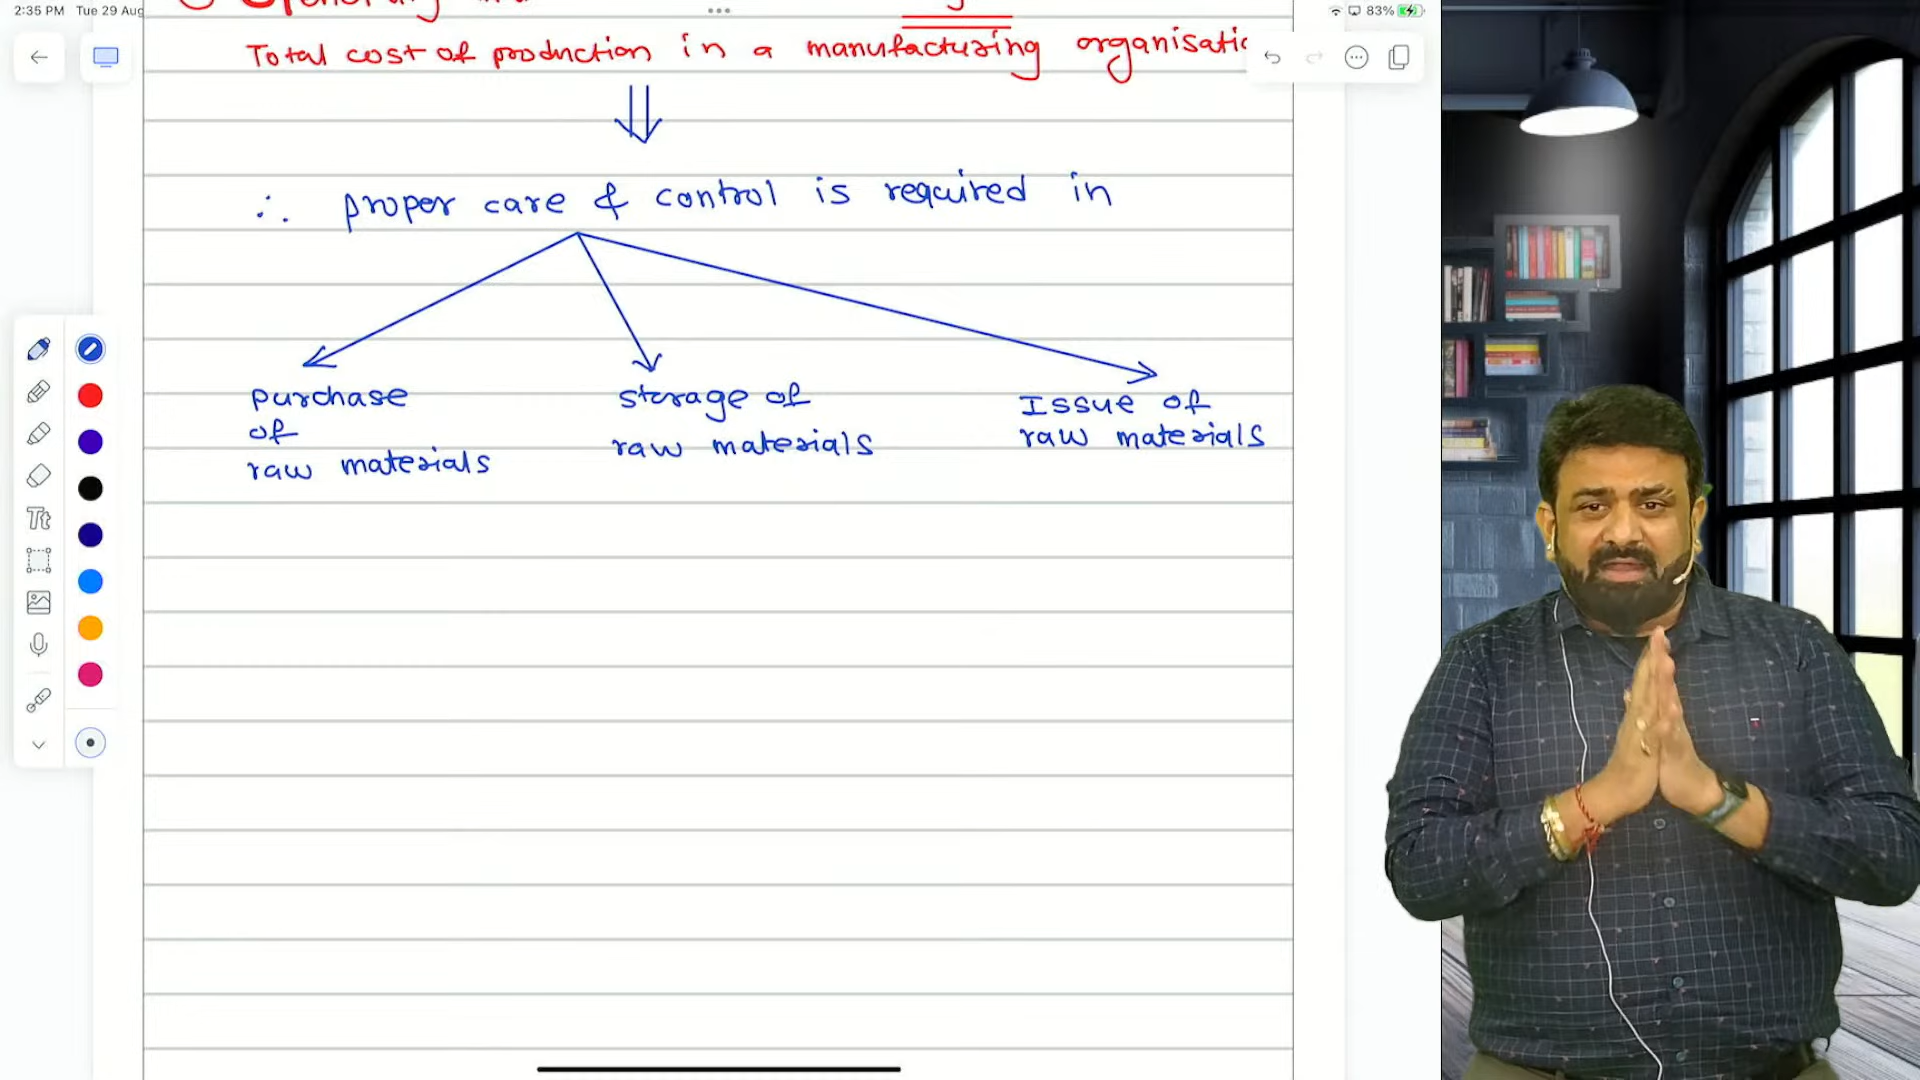 2:35 PM Tue 29 Aug
83%
Total cost of production in a manufacturing
∴ proper care & control is required in
purchase
of
raw materials
storage of
raw materials
Issue of
raw materials
Tt